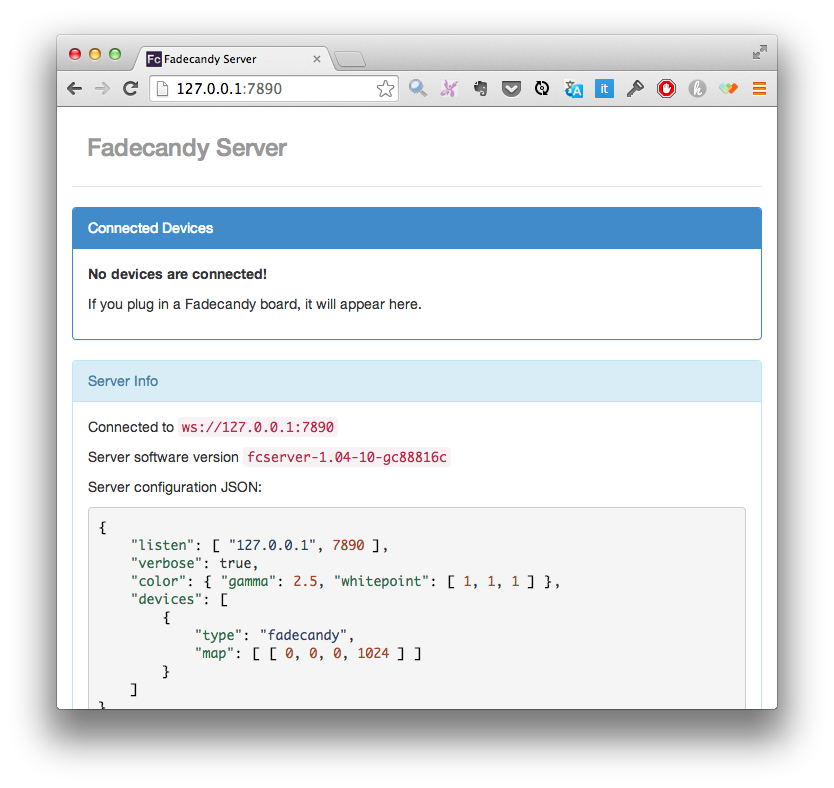 Fc Fadecandy Server
127.0.0.1:7890
it
Fadecandy Server
Connected Devices
No devices are connected!
If you plug in a Fadecandy board, it will appear here.
Server Info
Connected to ws://127.0.0.1:7890
Server software version fcserver-1.04-10-gc88816c
Server configuration JSON:
{
    "listen": [ "127.0.0.1", 7890 ],
    "verbose": true,
    "color": { "gamma": 2.5, "whitepoint": [ 1, 1, 1 ] },
    "devices": [
        {
            "type": "fadecandy",
            "map": [ [ 0, 0, 0, 1024 ] ]
        }
    ]
}